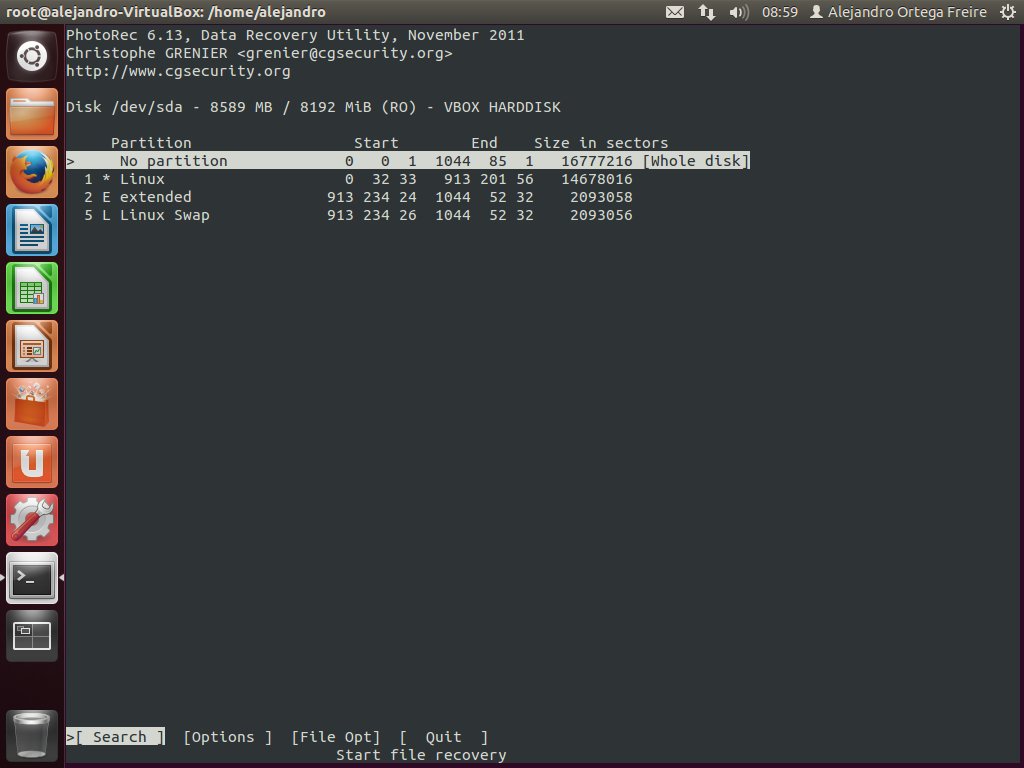 root@alejandro-VirtualBox: /home/alejandro 08:59 Alejandro Ortega Freire
PhotoRec 6.13, Data Recovery Utility, November 2011
Christophe GRENIER <grenier@cgsecurity.org>
http://www.cgsecurity.org
Disk /dev/sda - 8589 MB / 8192 MiB (RO) - VBOX HARDDISK
     Partition                  Start        End    Size in sectors
>     No partition             0   0  1  1044  85  1   16777216 [Whole disk]
  1 * Linux                    0  32 33   913 201 56   14678016
  2 E extended               913 234 24  1044  52 32    2093058
  5 L Linux Swap             913 234 26  1044  52 32    2093056
>[ Search ]  [Options ]  [File Opt]  [  Quit  ]
Start file recovery